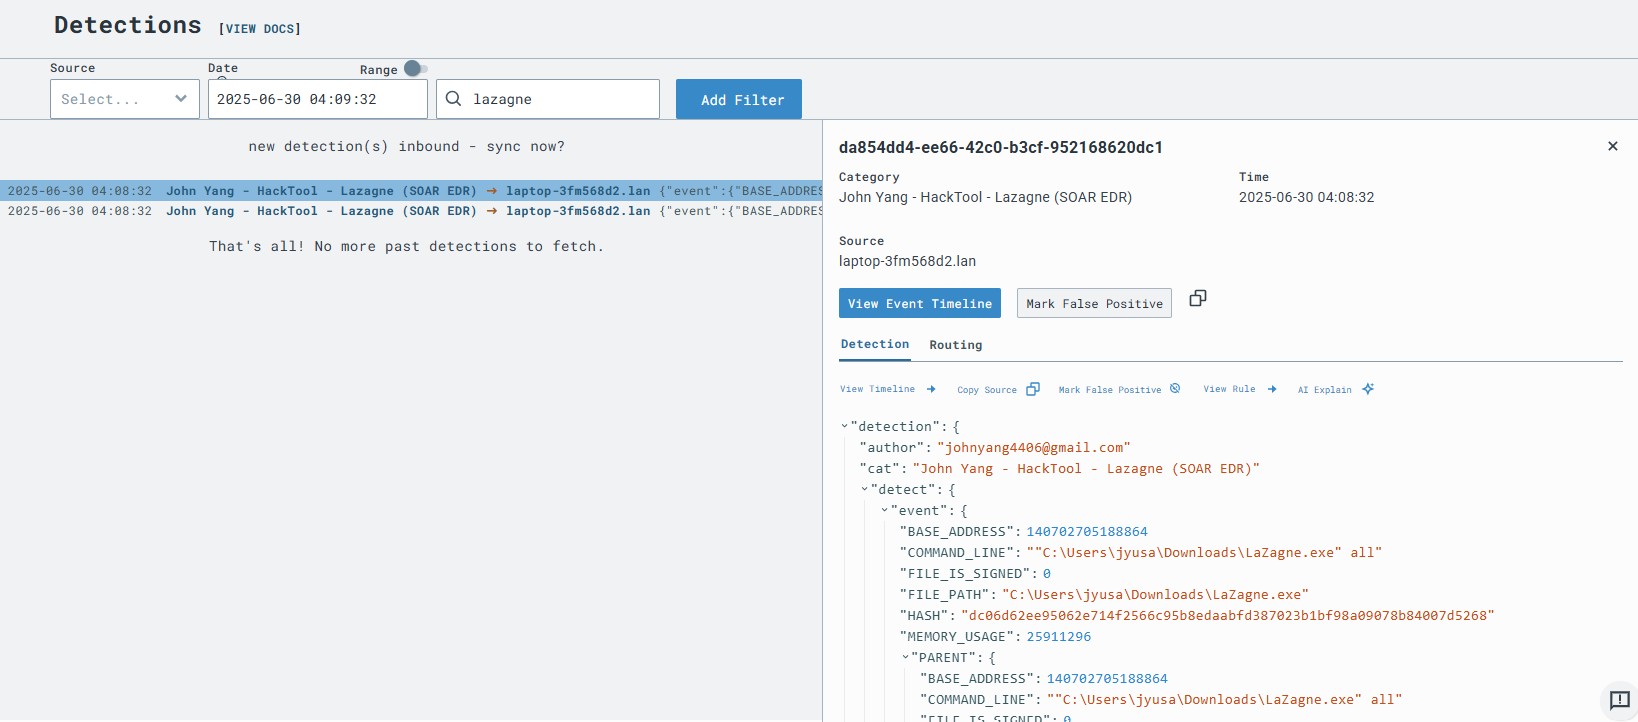 Detections [VIEW DOCS]
Source Date Range
Select... 2025-06-30 04:09:32 lazagne Add Filter
new detection(s) inbound - sync now?
2025-06-30 04:08:32 John Yang - HackTool - Lazagne (SOAR EDR) → laptop-3fm568d2.lan {"event":{"BASE_ADDRES
2025-06-30 04:08:32 John Yang - HackTool - Lazagne (SOAR EDR) → laptop-3fm568d2.lan {"event":{"BASE_ADDRES
That's all! No more past detections to fetch.
da854dd4-ee66-42c0-b3cf-952168620dc1
Category Time
John Yang - HackTool - Lazagne (SOAR EDR) 2025-06-30 04:08:32
Source
laptop-3fm568d2.lan
View Event Timeline Mark False Positive
Detection Routing
View Timeline Copy Source Mark False Positive View Rule AI Explain
"detection": {
"author": "johnyang4406@gmail.com"
"cat": "John Yang - HackTool - Lazagne (SOAR EDR)"
"detect": {
"event": {
"BASE_ADDRESS": 140702705188864
"COMMAND_LINE": ""C:\Users\jyusa\Downloads\LaZagne.exe" all"
"FILE_IS_SIGNED": 0
"FILE_PATH": "C:\Users\jyusa\Downloads\LaZagne.exe"
"HASH": "dc06d62ee95062e714f2566c95b8edaabfd387023b1bf98a09078b84007d5268"
"MEMORY_USAGE": 25911296
"PARENT": {
"BASE_ADDRESS": 140702705188864
"COMMAND_LINE": ""C:\Users\jyusa\Downloads\LaZagne.exe" all"
"FILE_IS_SIGNED": 0